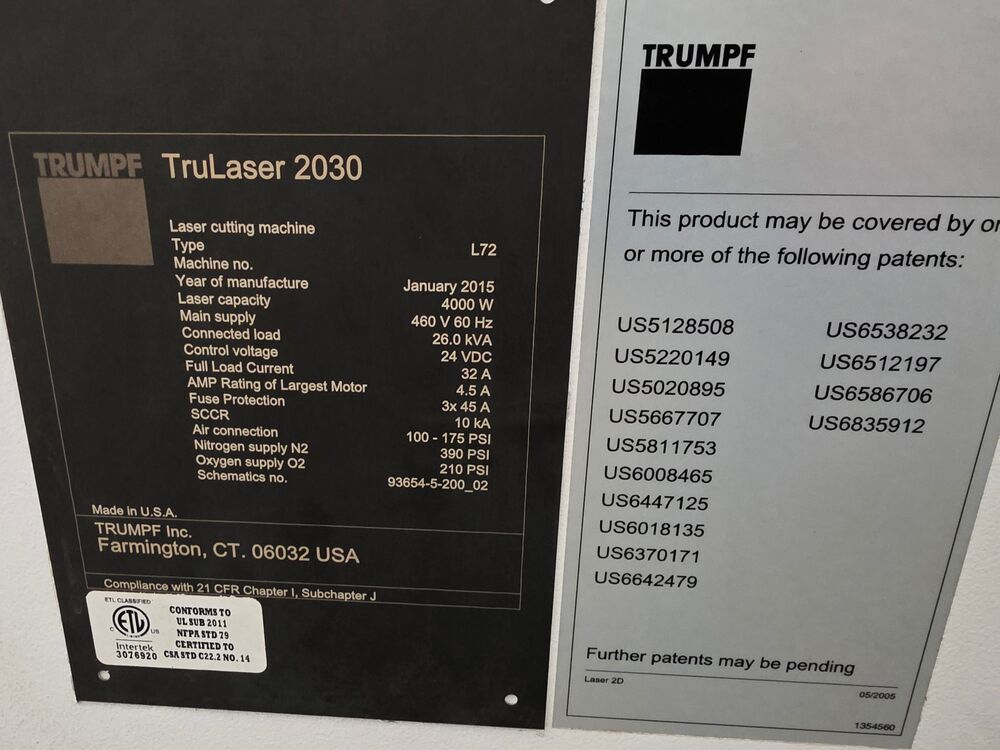 TRUMPF
TruLaser 2030
Laser cutting machine
Type L72
Machine no.
Year of manufacture January 2015
Laser capacity 4000 W
Main supply 460 V 60 Hz
Connected load 26.0 kVA
Control voltage 24 VDC
Full Load Current 32 A
AMP Rating of Largest Motor 4.5 A
Fuse Protection 3x 45 A
SCCR 10 kA
Air connection 100 - 175 PSI
Nitrogen supply N2 390 PSI
Oxygen supply O2 210 PSI
Schematics no. 93654-5-200_02
Made in U.S.A.
TRUMPF Inc.
Farmington, CT. 06032 USA
Compliance with 21 CFR Chapter I, Subchapter J
ETL CLASSIFIED
C ETL US
Intertek
3076920
CONFORMS TO
UL SUB 2011
NFPA STD 79
CERTIFIED TO
CSA STD C22.2 NO. 14
TRUMPF
This product may be covered by
or more of the following patents:
US5128508 US6538232
US5220149 US6512197
US5020895 US6586706
US5667707 US6835912
US5811753
US6008465
US6447125
US6018135
US6370171
US6642479
Further patents may be pending
Laser 2D
05/2005
1354560